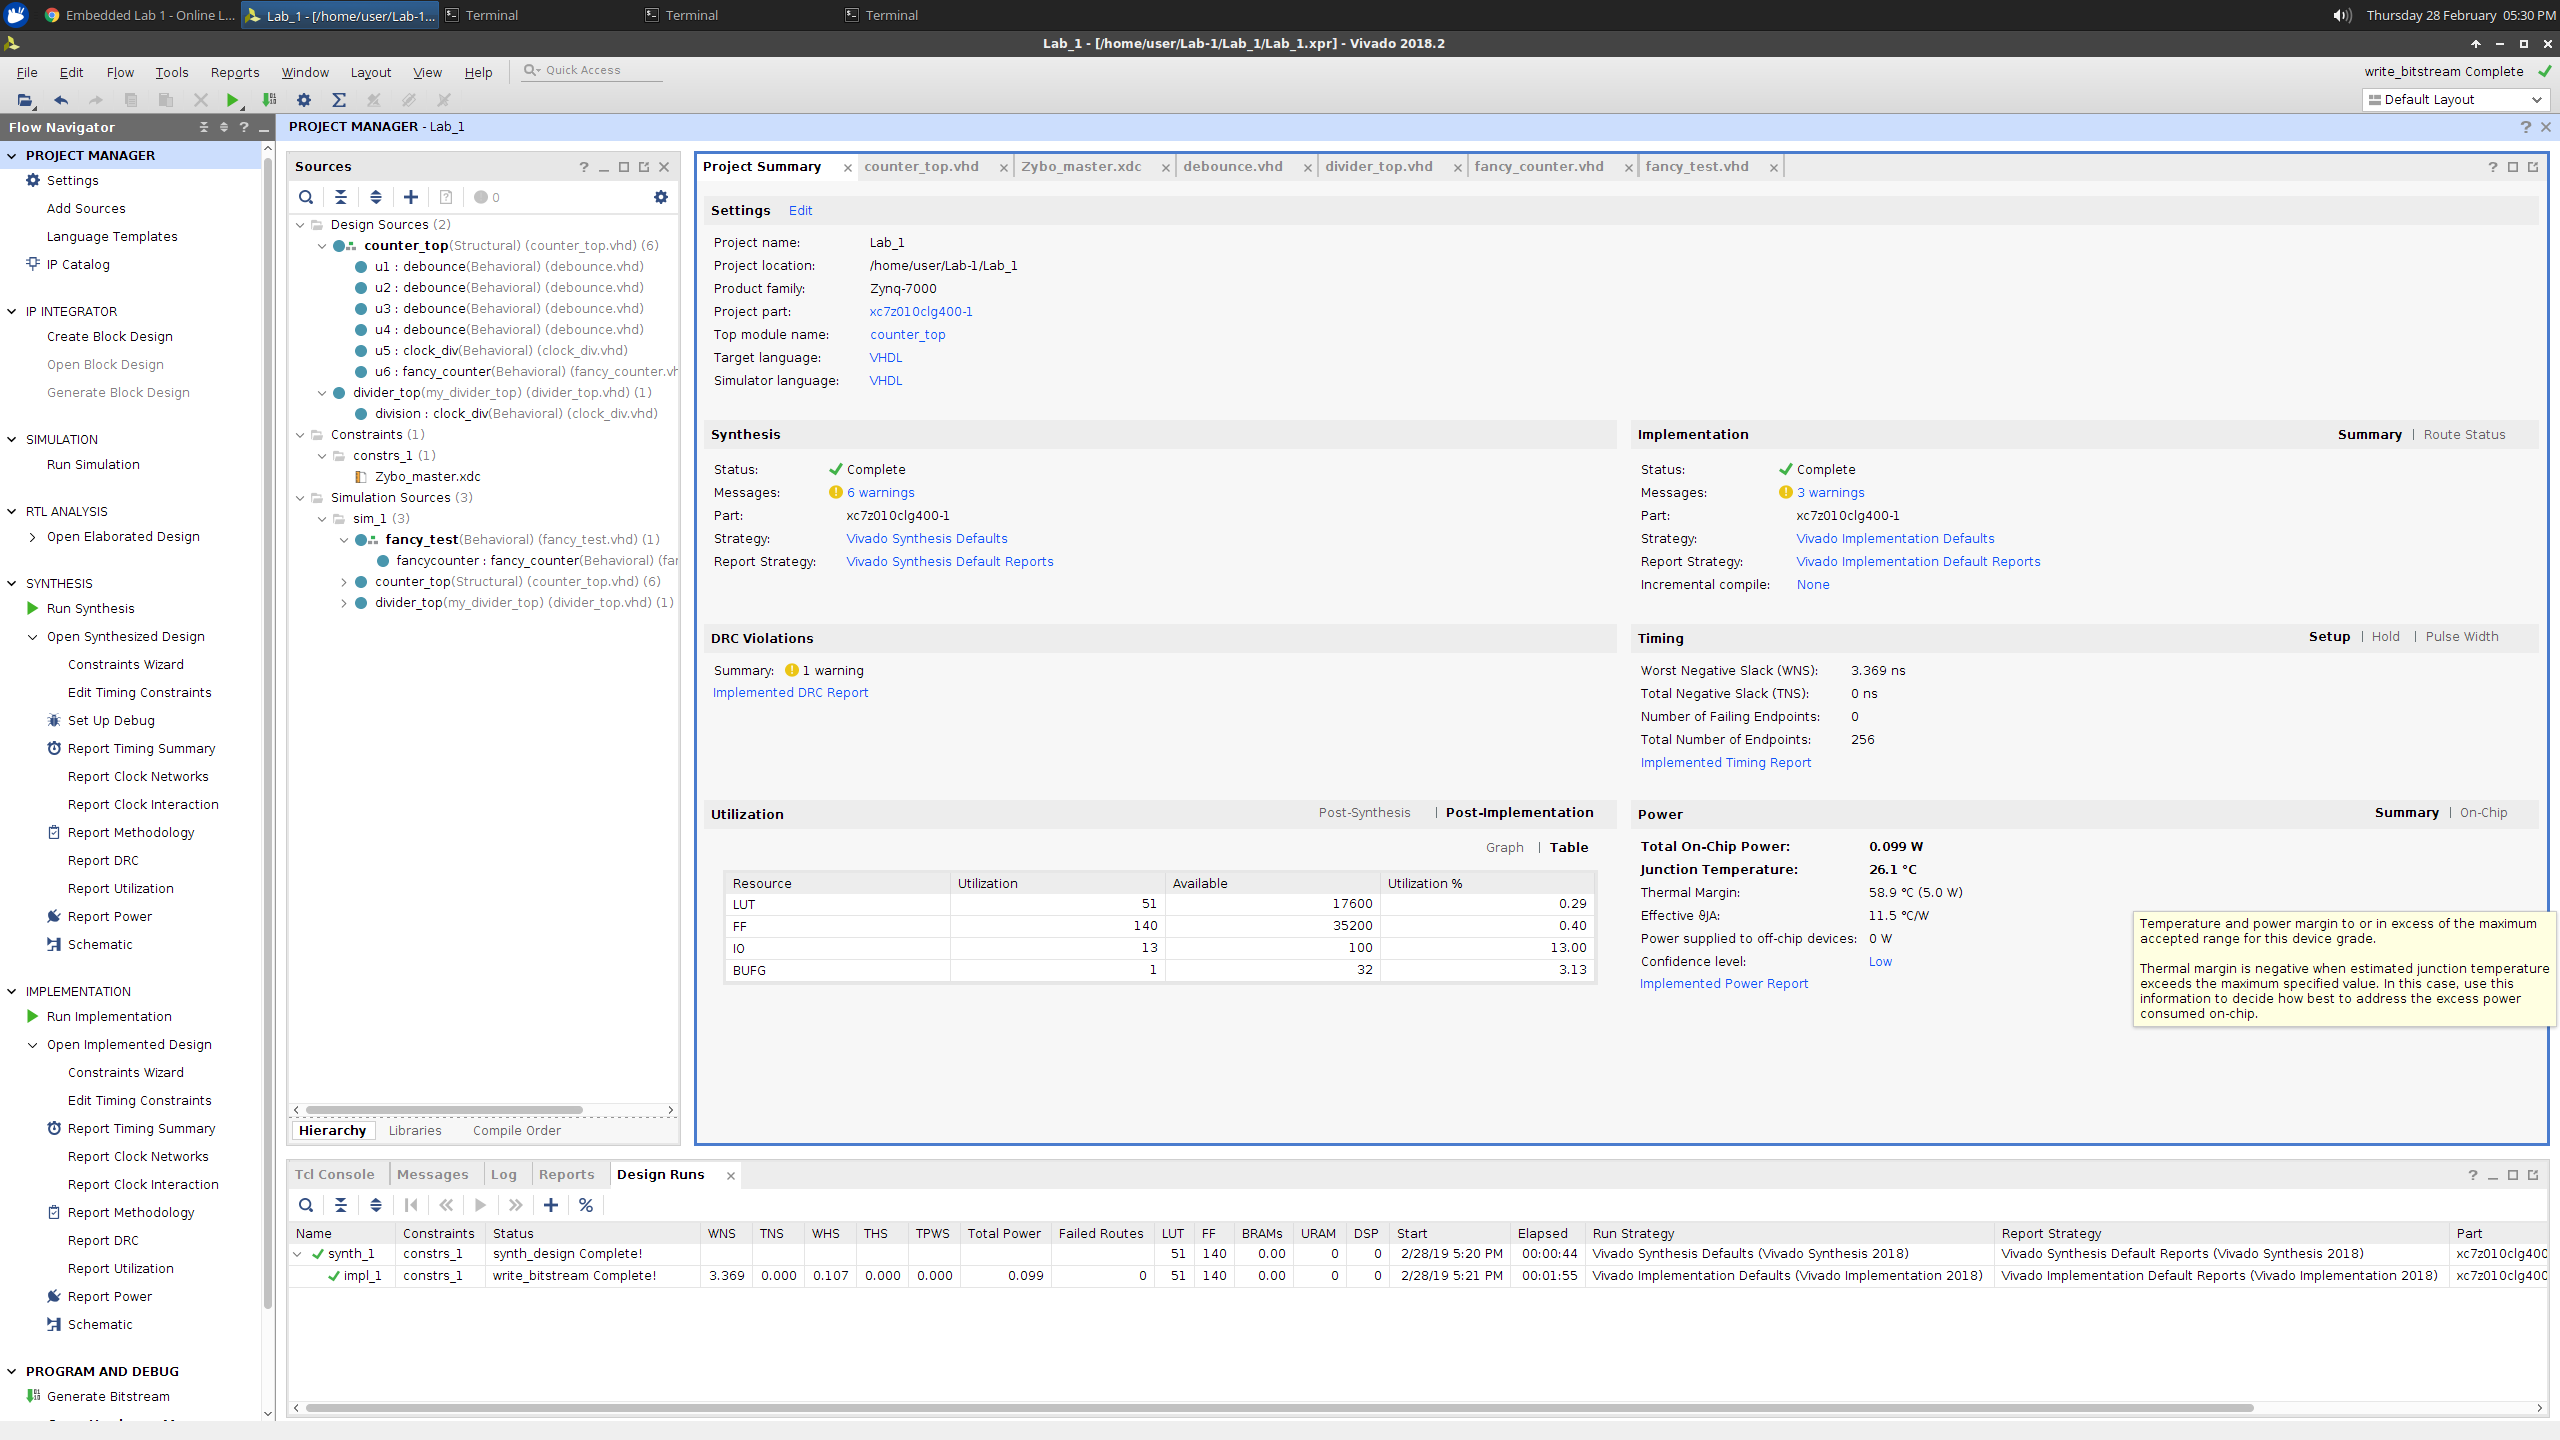 Embedded Lab 1 - Online L...
Lab_1 - [/home/user/Lab-1...
Terminal
Terminal
Terminal
Thursday 28 February 05:30 PM
Lab_1 - [/home/user/Lab-1/Lab_1/Lab_1.xpr] - Vivado 2018.2
File Edit Flow Tools Reports Window Layout View Help Quick Access
write_bitstream Complete
Default Layout
Flow Navigator
PROJECT MANAGER
Settings
Add Sources
Language Templates
IP Catalog
IP INTEGRATOR
Create Block Design
Open Block Design
Generate Block Design
SIMULATION
Run Simulation
RTL ANALYSIS
Open Elaborated Design
SYNTHESIS
Run Synthesis
Open Synthesized Design
Constraints Wizard
Edit Timing Constraints
Set Up Debug
Report Timing Summary
Report Clock Networks
Report Clock Interaction
Report Methodology
Report DRC
Report Utilization
Report Power
Schematic
IMPLEMENTATION
Run Implementation
Open Implemented Design
Constraints Wizard
Edit Timing Constraints
Report Timing Summary
Report Clock Networks
Report Clock Interaction
Report Methodology
Report DRC
Report Utilization
Report Power
Schematic
PROGRAM AND DEBUG
Generate Bitstream
PROJECT MANAGER - Lab_1
Sources
0
Design Sources (2)
counter_top(Structural) (counter_top.vhd) (6)
u1 : debounce(Behavioral) (debounce.vhd)
u2 : debounce(Behavioral) (debounce.vhd)
u3 : debounce(Behavioral) (debounce.vhd)
u4 : debounce(Behavioral) (debounce.vhd)
u5 : clock_div(Behavioral) (clock_div.vhd)
u6 : fancy_counter(Behavioral) (fancy_counter.vh
divider_top(my_divider_top) (divider_top.vhd) (1)
division : clock_div(Behavioral) (clock_div.vhd)
Constraints (1)
constrs_1 (1)
Zybo_master.xdc
Simulation Sources (3)
sim_1 (3)
fancy_test(Behavioral) (fancy_test.vhd) (1)
fancycounter : fancy_counter(Behavioral) (fan
counter_top(Structural) (counter_top.vhd) (6)
divider_top(my_divider_top) (divider_top.vhd) (1)
Hierarchy Libraries Compile Order
Project Summary counter_top.vhd Zybo_master.xdc debounce.vhd divider_top.vhd fancy_counter.vhd fancy_test.vhd
Settings Edit
Project name: Lab_1
Project location: /home/user/Lab-1/Lab_1
Product family: Zynq-7000
Project part: xc7z010clg400-1
Top module name: counter_top
Target language: VHDL
Simulator language: VHDL
Synthesis
Status: Complete
Messages: 6 warnings
Part: xc7z010clg400-1
Strategy: Vivado Synthesis Defaults
Report Strategy: Vivado Synthesis Default Reports
Implementation Summary | Route Status
Status: Complete
Messages: 3 warnings
Part: xc7z010clg400-1
Strategy: Vivado Implementation Defaults
Report Strategy: Vivado Implementation Default Reports
Incremental compile: None
DRC Violations
Summary: 1 warning
Implemented DRC Report
Timing Setup | Hold | Pulse Width
Worst Negative Slack (WNS): 3.369 ns
Total Negative Slack (TNS): 0 ns
Number of Failing Endpoints: 0
Total Number of Endpoints: 256
Implemented Timing Report
Utilization Post-Synthesis | Post-Implementation
Graph | Table
Resource Utilization Available Utilization %
LUT 51 17600 0.29
FF 140 35200 0.40
IO 13 100 13.00
BUFG 1 32 3.13
Power Summary | On-Chip
Total On-Chip Power: 0.099 W
Junction Temperature: 26.1 °C
Thermal Margin: 58.9 °C (5.0 W)
Effective ϑJA: 11.5 °C/W
Power supplied to off-chip devices: 0 W
Confidence level: Low
Implemented Power Report
Temperature and power margin to or in excess of the maximum
accepted range for this device grade.
Thermal margin is negative when estimated junction temperature
exceeds the maximum specified value. In this case, use this
information to decide how best to address the excess power
consumed on-chip.
Tcl Console Messages Log Reports Design Runs
Name Constraints Status WNS TNS WHS THS TPWS Total Power Failed Routes LUT FF BRAMs URAM DSP Start Elapsed Run Strategy Report Strategy Part
synth_1 constrs_1 synth_design Complete! 51 140 0.00 0 0 2/28/19 5:20 PM 00:00:44 Vivado Synthesis Defaults (Vivado Synthesis 2018) Vivado Synthesis Default Reports (Vivado Synthesis 2018) xc7z010clg400
impl_1 constrs_1 write_bitstream Complete! 3.369 0.000 0.107 0.000 0.000 0.099 0 51 140 0.00 0 0 2/28/19 5:21 PM 00:01:55 Vivado Implementation Defaults (Vivado Implementation 2018) Vivado Implementation Default Reports (Vivado Implementation 2018) xc7z010clg400